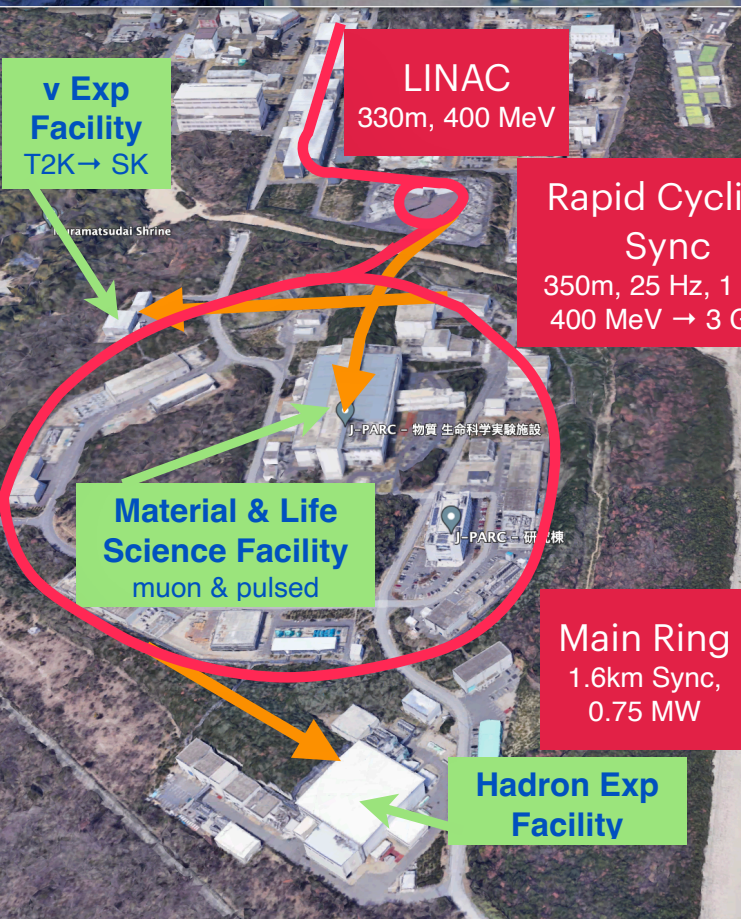 LINAC
330m, 400 MeV
ν Exp
Facility
T2K→ SK
Rapid Cycli
Sync
350m, 25 Hz, 1
400 MeV → 3 G
J-PARC - 物質 生命科学実験施設
Material & Life
Science Facility
muon & pulsed
J-PARC - 研究棟
Main Ring
1.6km Sync,
0.75 MW
Hadron Exp
Facility